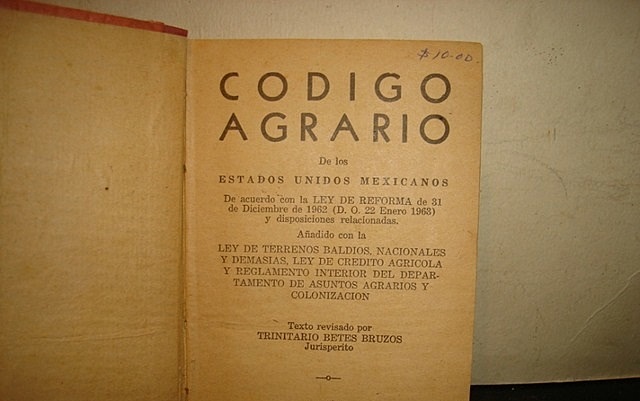 $10-00
CODIGO
AGRARIO
De los
ESTADOS UNIDOS MEXICANOS
De acuerdo con la LEY DE REFORMA de 31
de Diciembre de 1962 (D. O. 22 Enero 1963)
y disposiciones relacionadas.
Añadido con la
LEY DE TERRENOS BALDIOS, NACIONALES
Y DEMASIAS, LEY DE CREDITO AGRICOLA
Y REGLAMENTO INTERIOR DEL DEPAR-
TAMENTO DE ASUNTOS AGRARIOS Y
COLONIZACION
Texto revisado por
TRINITARIO BETES BRUZOS
Jurisperito